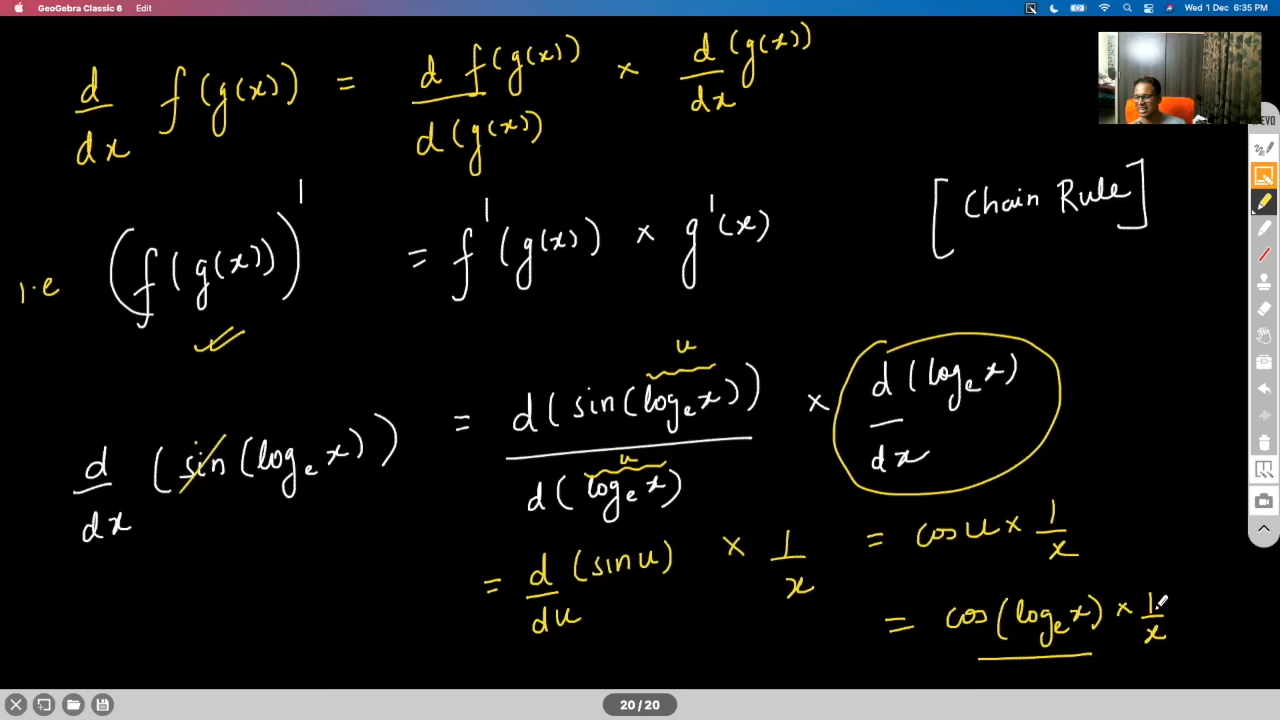 GeoGebra Classic 6 Edit Wed 1 Dec 6:35 PM
d/dx f(g(x)) = d f(g(x))/d(g(x)) × d/dx (g(x))
i.e (f(g(x)))' = f'(g(x)) × g'(x) [Chain Rule]
u
d/dx (sin(logₑx)) = d(sin(logₑx))/d(logₑx) × d/dx (logₑx)
u
= d/du (sin u) × 1/x = cos u × 1/x
= cos(logₑx) × 1/x
20 / 20